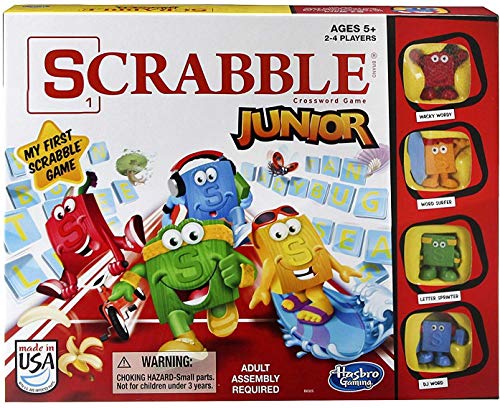 AGES 5+
2-4 PLAYERS
SCRABBLE
1
BRAND
Crossword Game
JUNIOR
MY FIRST
SCRABBLE
GAME
WACKY WORDY
WORD SURFER
LETTER SPRINTER
DJ WORD
S
S
S
S
made in
USA
WARNING:
CHOKING HAZARD-Small parts.
Not for children under 3 years.
ADULT
ASSEMBLY
REQUIRED
Hasbro
Gaming